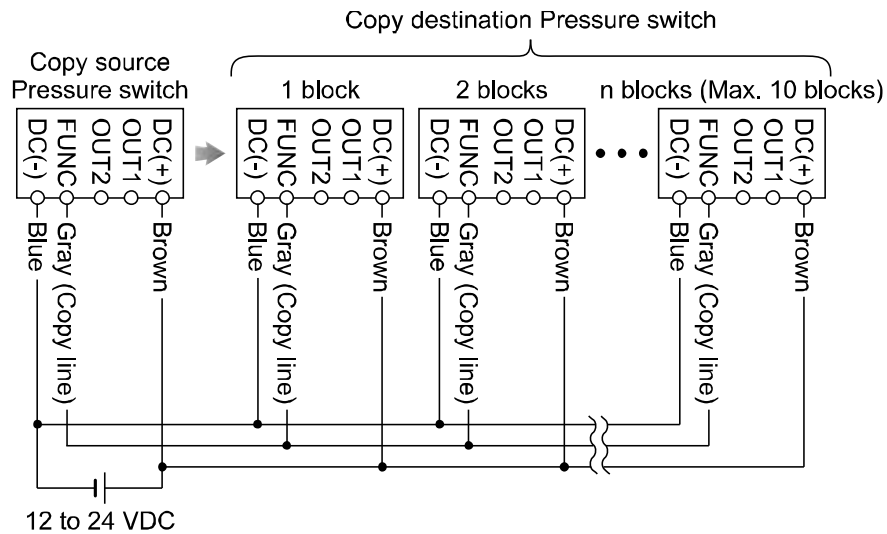 Copy destination Pressure switch
Copy source
Pressure switch
1 block
2 blocks
n blocks (Max. 10 blocks)
DC(-)
FUNC
OUT2
OUT1
DC(+)
DC(-)
FUNC
OUT2
OUT1
DC(+)
DC(-)
FUNC
OUT2
OUT1
DC(+)
DC(-)
FUNC
OUT2
OUT1
DC(+)
Blue
Gray (Copy line)
Brown
Blue
Gray (Copy line)
Brown
Blue
Gray (Copy line)
Brown
Blue
Gray (Copy line)
Brown
12 to 24 VDC